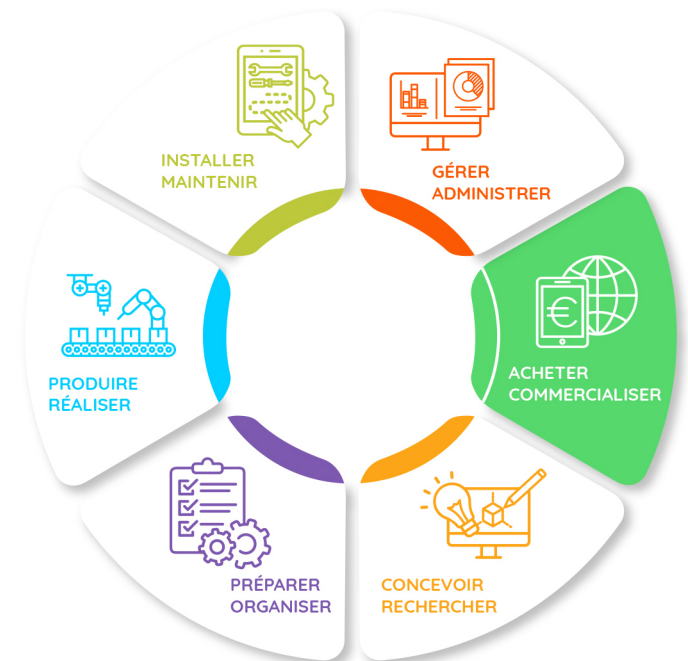 INSTALLER
MAINTENIR
GÉRER
ADMINISTRER
€
ACHETER
COMMERCIALISER
PRODUIRE
RÉALISER
PRÉPARER
ORGANISER
CONCEVOIR
RECHERCHER